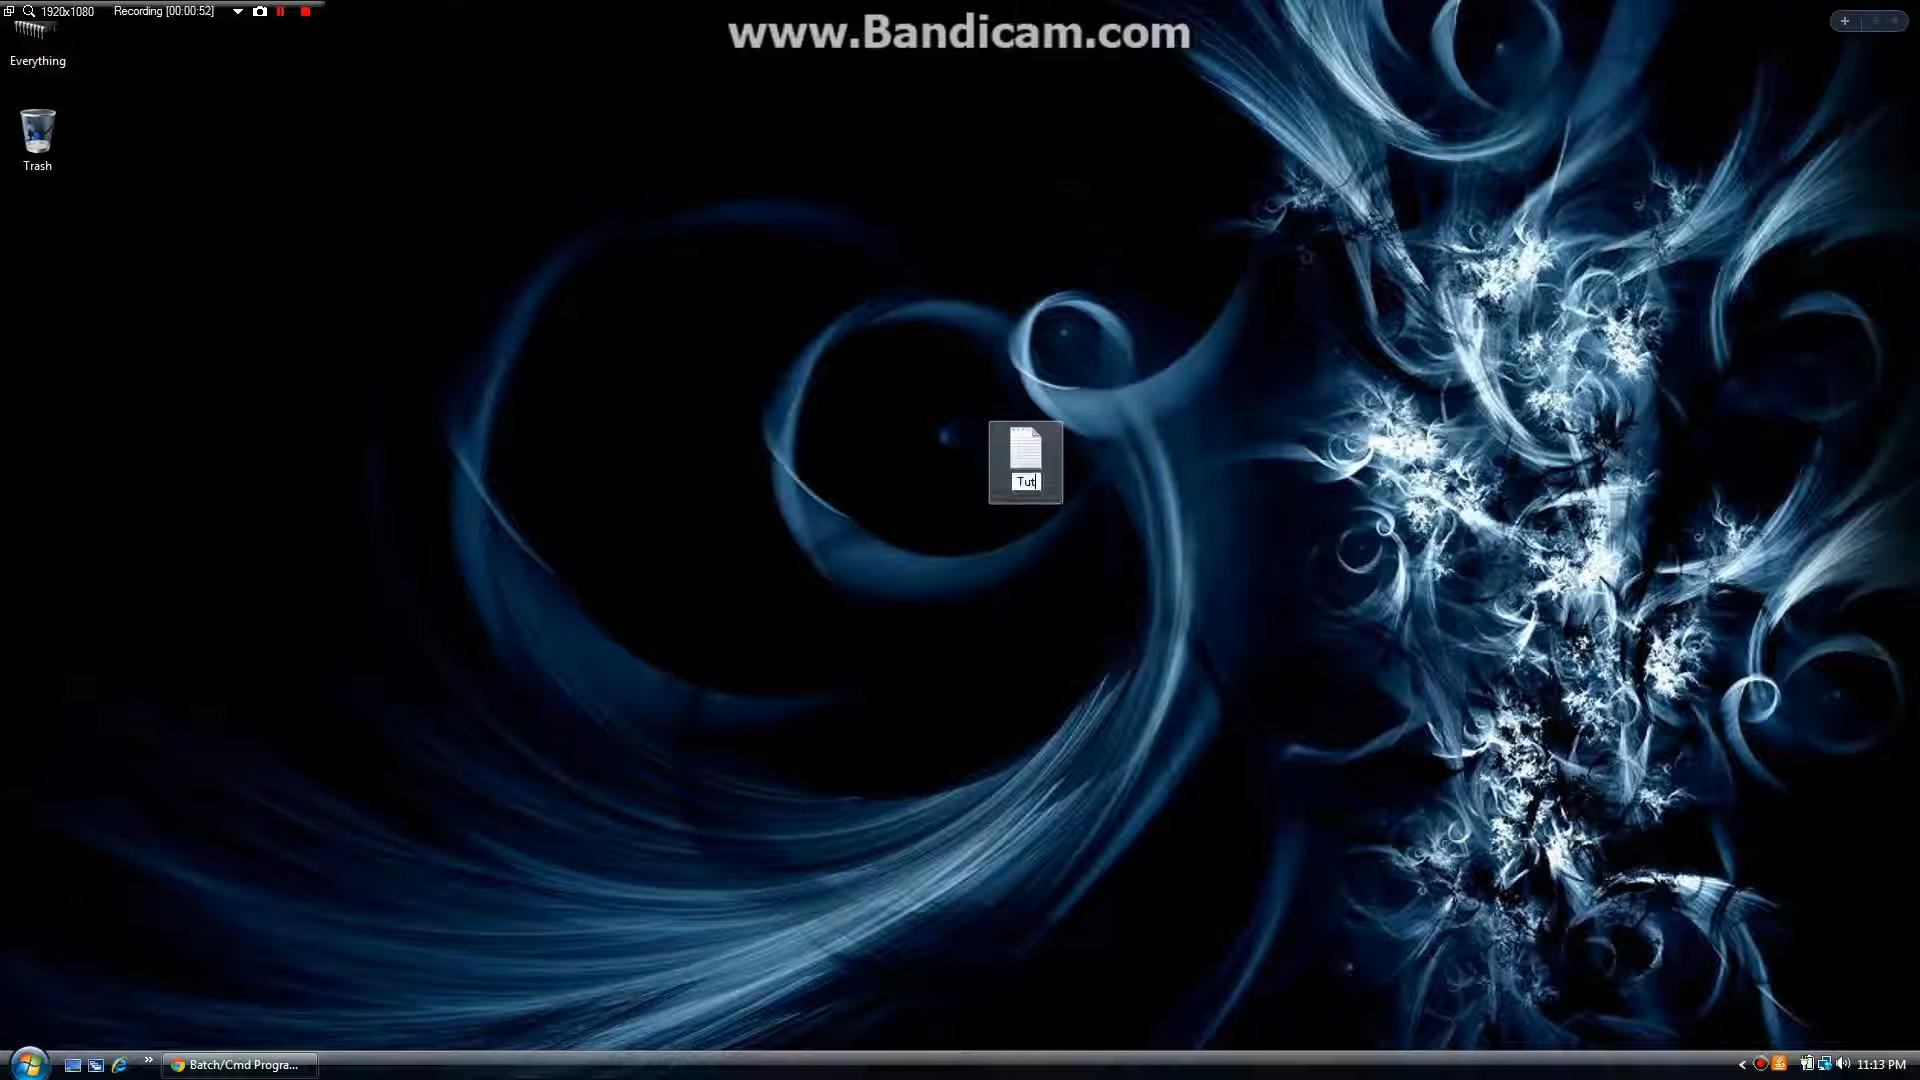 1920x1080 Recording [00:00:52]
www.Bandicam.com
Everything
Trash
Tut
Batch/Cmd Progra...
11:13 PM